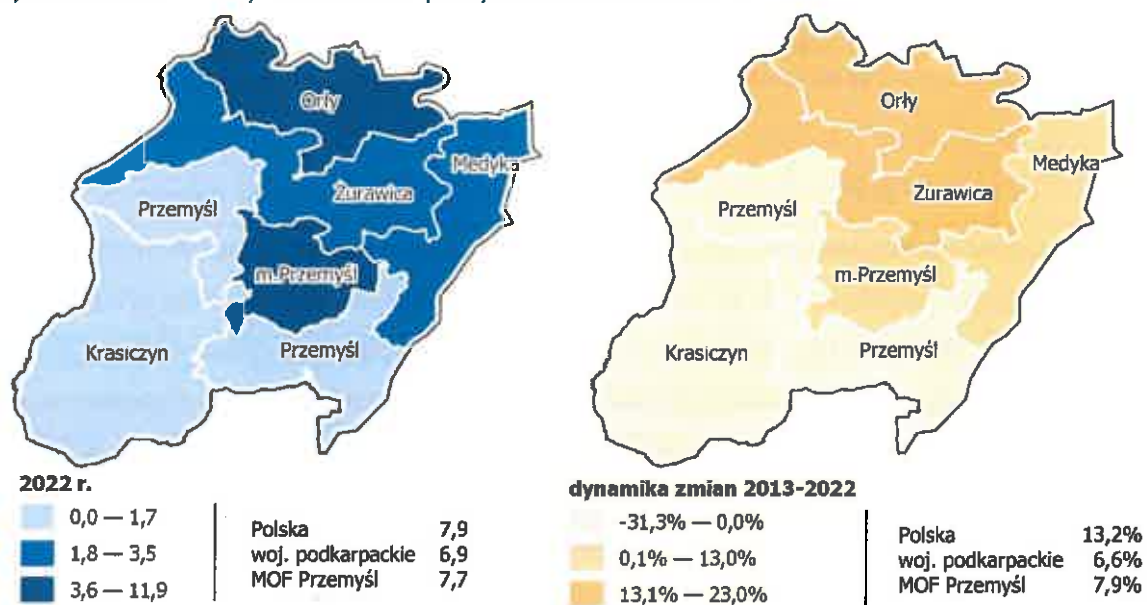 Orły
Medyka
Żurawica
Przemyśl
m.Przemyśl
Krasiczyn
Przemyśl
2022 r.
0,0 — 1,7
1,8 — 3,5
3,6 — 11,9
Polska 7,9
woj. podkarpackie 6,9
MOF Przemyśl 7,7
Orły
Medyka
Żurawica
Przemyśl
m.Przemyśl
Krasiczyn
Przemyśl
dynamika zmian 2013-2022
-31,3% — 0,0%
0,1% — 13,0%
13,1% — 23,0%
Polska 13,2%
woj. podkarpackie 6,6%
MOF Przemyśl 7,9%